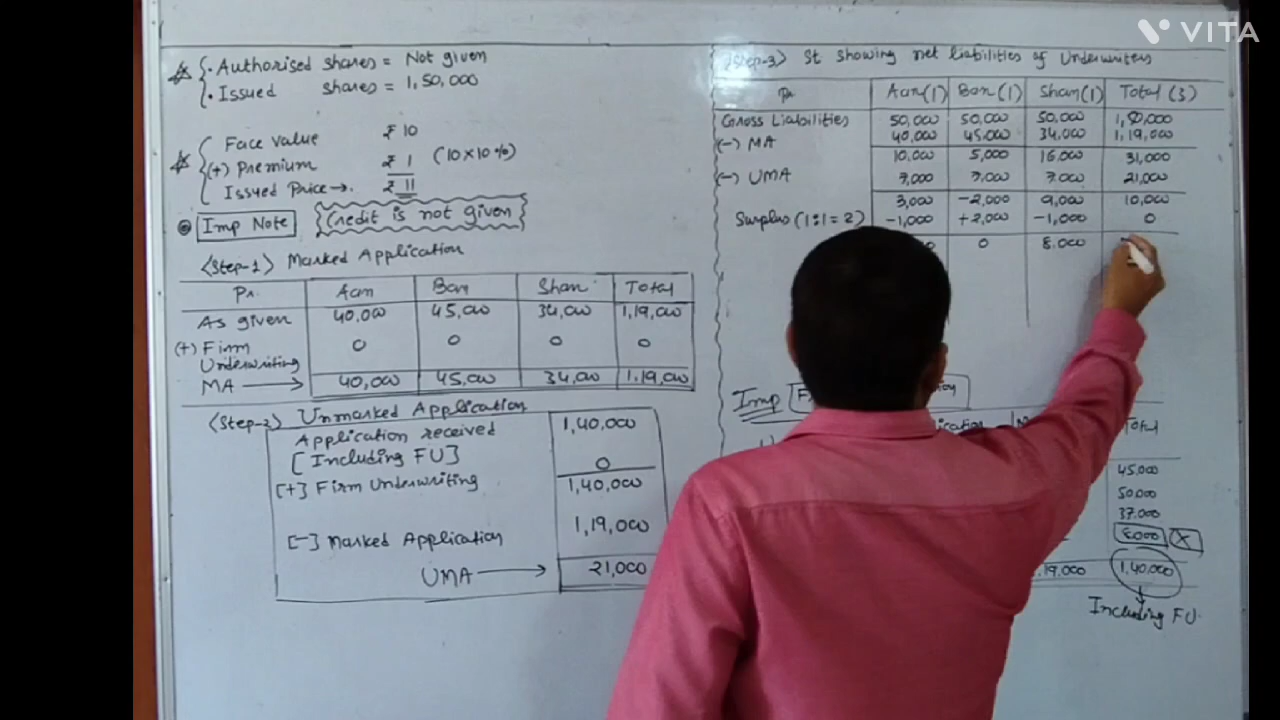 VITA
. Authorised shares = Not given
. Issued shares = 1,50,000
Face value ₹ 10
(+) Premium ₹ 1 (10×10%)
Issued Price → ₹ 11
Imp Note {Credit is not given}
<Step-1> Marked Application
Pr. Aan Ban Shan Total
As given 40,000 45,000 34,000 1,19,000
(+) Firm Underwriting 0 0 0 0
MA → 40,000 45,000 34,000 1,19,000
<Step-2> Unmarked Application
Application received 1,40,000
[Including FU]
[+] Firm Underwriting 0
1,40,000
[−] Marked Application 1,19,000
UMA → 21,000
<Step-3> St showing net liabilities of Underwriters
Pr Aan(1) Ban(1) Shan(1) Total (3)
Gross Liabilities 50,000 50,000 50,000 1,50,000
(−) MA 40,000 45,000 34,000 1,19,000
10,000 5,000 16,000 31,000
(−) UMA 7,000 7,000 7,000 21,000
3,000 −2,000 9,000 10,000
Surplus (1:1=2) −1,000 +2,000 −1,000 0
0 8,000
Imp
Total
45,000
50,000
37,000
8,000 X
19,000 1,40,000
Including FU